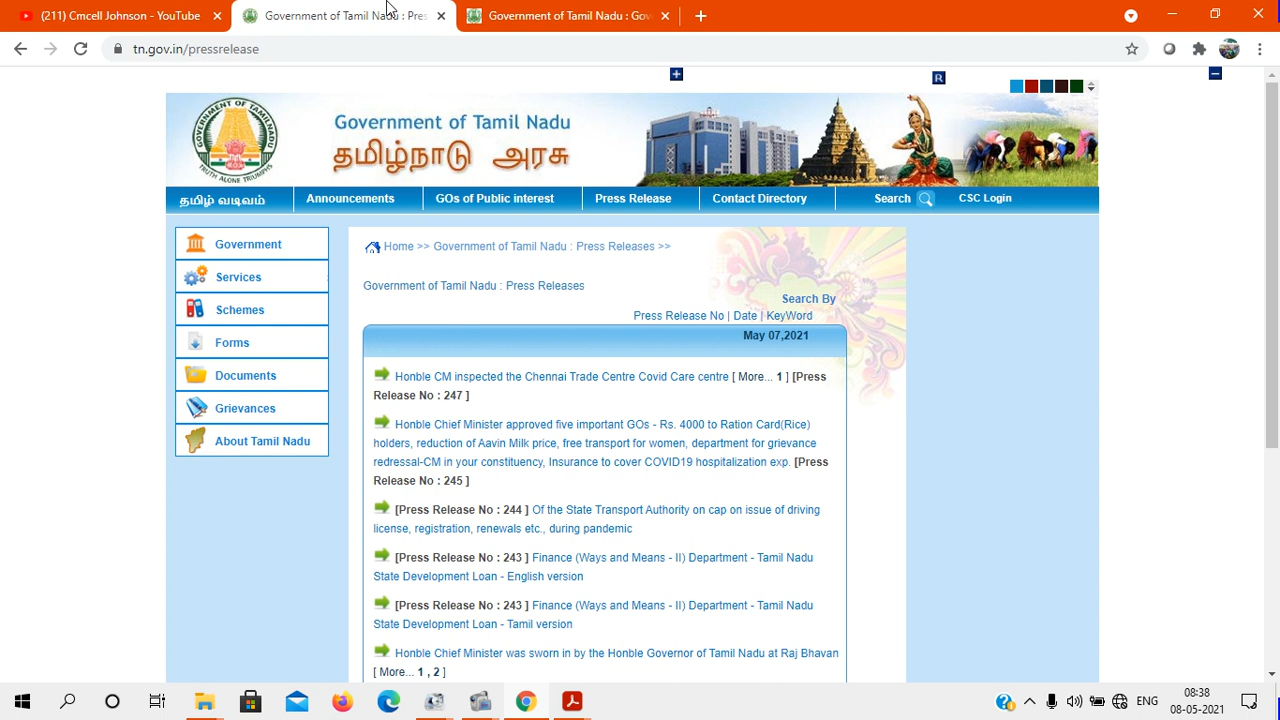 (211) Cmcell Johnson - YouTube
Government of Tamil Nadu : Pres
Government of Tamil Nadu : Gov
tn.gov.in/pressrelease
R
GOVERNMENT OF TAMILNADU
TRUTH ALONE TRIUMPHS
Government of Tamil Nadu
தமிழ்நாடு அரசு
தமிழ் வடிவம்
Announcements
GOs of Public interest
Press Release
Contact Directory
Search
CSC Login
Government
Services
Schemes
Forms
Documents
Grievances
About Tamil Nadu
Home >> Government of Tamil Nadu : Press Releases >>
Government of Tamil Nadu : Press Releases
Search By
Press Release No | Date | KeyWord
May 07,2021
Honble CM inspected the Chennai Trade Centre Covid Care centre [ More... 1 ] [Press
Release No : 247 ]
Honble Chief Minister approved five important GOs - Rs. 4000 to Ration Card(Rice)
holders, reduction of Aavin Milk price, free transport for women, department for grievance
redressal-CM in your constituency, Insurance to cover COVID19 hospitalization exp. [Press
Release No : 245 ]
[Press Release No : 244 ] Of the State Transport Authority on cap on issue of driving
license, registration, renewals etc., during pandemic
[Press Release No : 243 ] Finance (Ways and Means - II) Department - Tamil Nadu
State Development Loan - English version
[Press Release No : 243 ] Finance (Ways and Means - II) Department - Tamil Nadu
State Development Loan - Tamil version
Honble Chief Minister was sworn in by the Honble Governor of Tamil Nadu at Raj Bhavan
[ More... 1 , 2 ]
ENG
08:38
08-05-2021